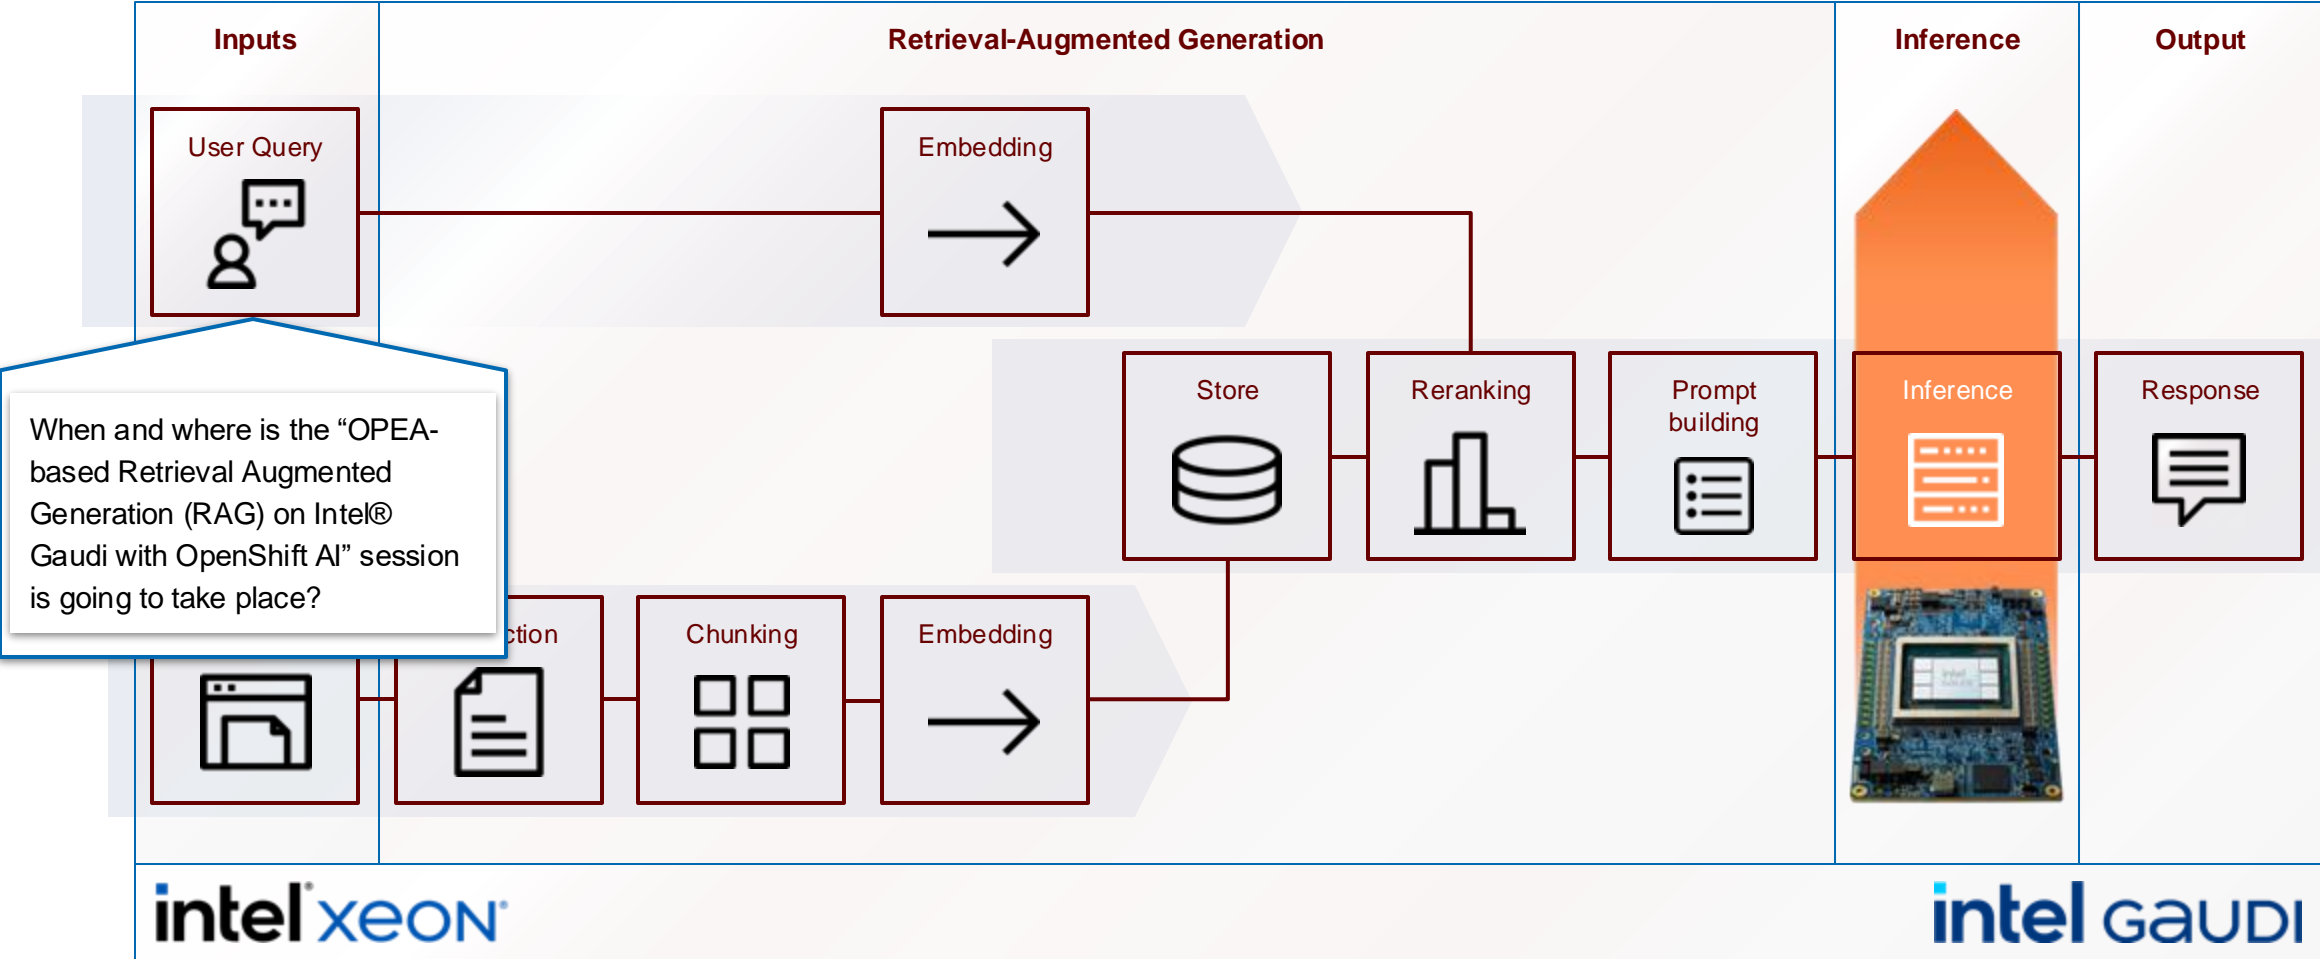 Inputs
Retrieval-Augmented Generation
Inference
Output
User Query
Embedding
When and where is the “OPEA-
based Retrieval Augmented
Generation (RAG) on Intel®
Gaudi with OpenShift AI” session
is going to take place?
Store
Reranking
Prompt
building
Inference
Response
ction
Chunking
Embedding
intel
intel® xeon®
intel GAUDI